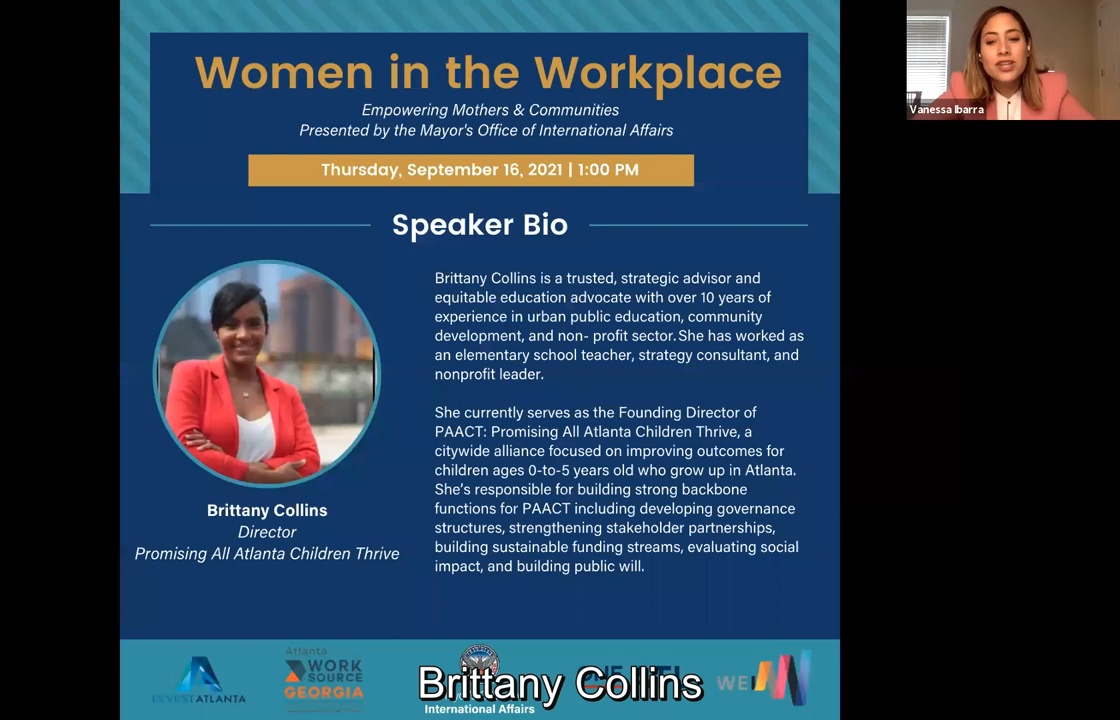 Women in the Workplace
Empowering Mothers & Communities
Presented by the Mayor's Office of International Affairs
Thursday, September 16, 2021 | 1:00 PM
Vanessa Ibarra
Speaker Bio
Brittany Collins is a trusted, strategic advisor and
equitable education advocate with over 10 years of
experience in urban public education, community
development, and non- profit sector. She has worked as
an elementary school teacher, strategy consultant, and
nonprofit leader.
She currently serves as the Founding Director of
PAACT: Promising All Atlanta Children Thrive, a
citywide alliance focused on improving outcomes for
children ages 0-to-5 years old who grow up in Atlanta.
She's responsible for building strong backbone
functions for PAACT including developing governance
structures, strengthening stakeholder partnerships,
building sustainable funding streams, evaluating social
impact, and building public will.
Brittany Collins
Director
Promising All Atlanta Children Thrive
INVEST ATLANTA
Atlanta
WORK
SOURCE
GEORGIA
Brittany Collins
International Affairs
WE